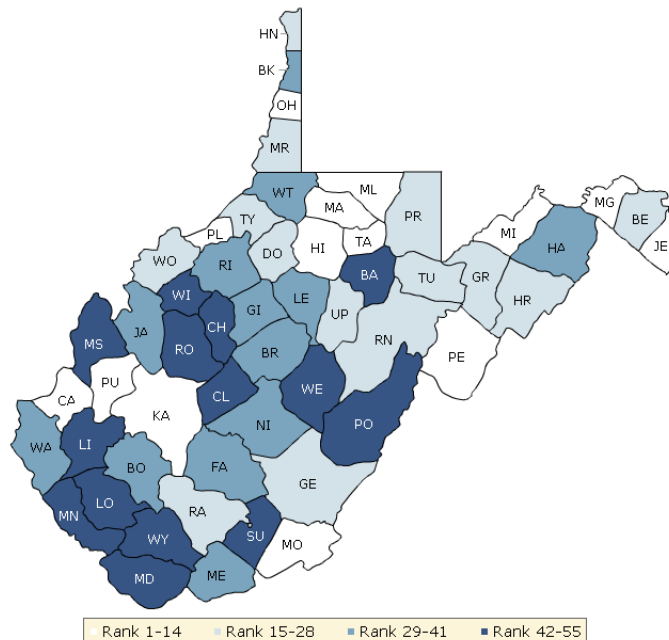 HN
BK
OH
MR
WT
ML
MA
MG
TY
PR
BE
PL
MI
JE
HI
TA
HA
WO
RI
DO
BA
TU
GR
WI
LE
HR
MS
JA
CH
GI
UP
RN
RO
BR
PE
PU
CA
CL
WE
KA
NI
PO
WA
LI
BO
FA
GE
LO
RA
MN
WY
SU
MO
MD
ME
Rank 1-14 Rank 15-28 Rank 29-41 Rank 42-55